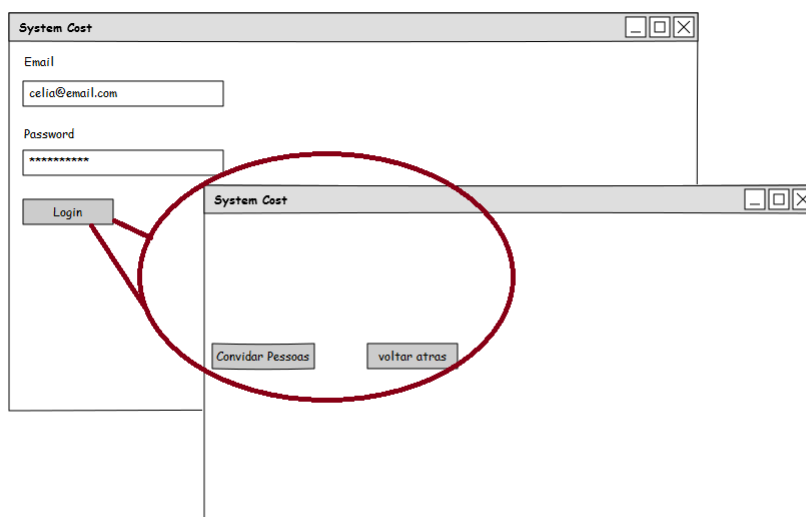 System Cost
Email
celia@email.com
Password
**********
Login
System Cost
Convidar Pessoas
voltar atras